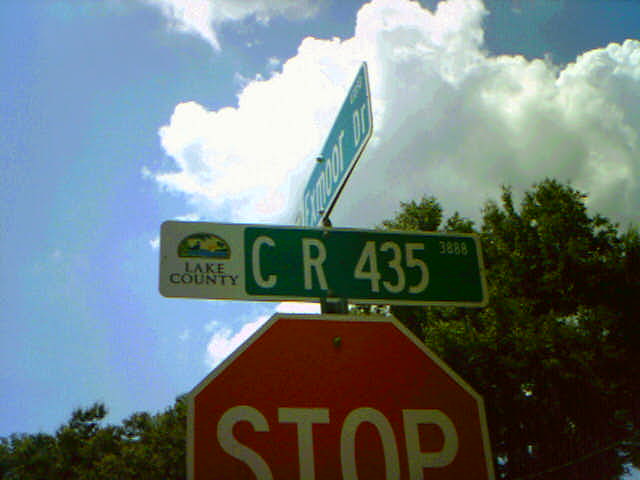 Exmoor Dr
LAKE
COUNTY
C R 435 3888
STOP